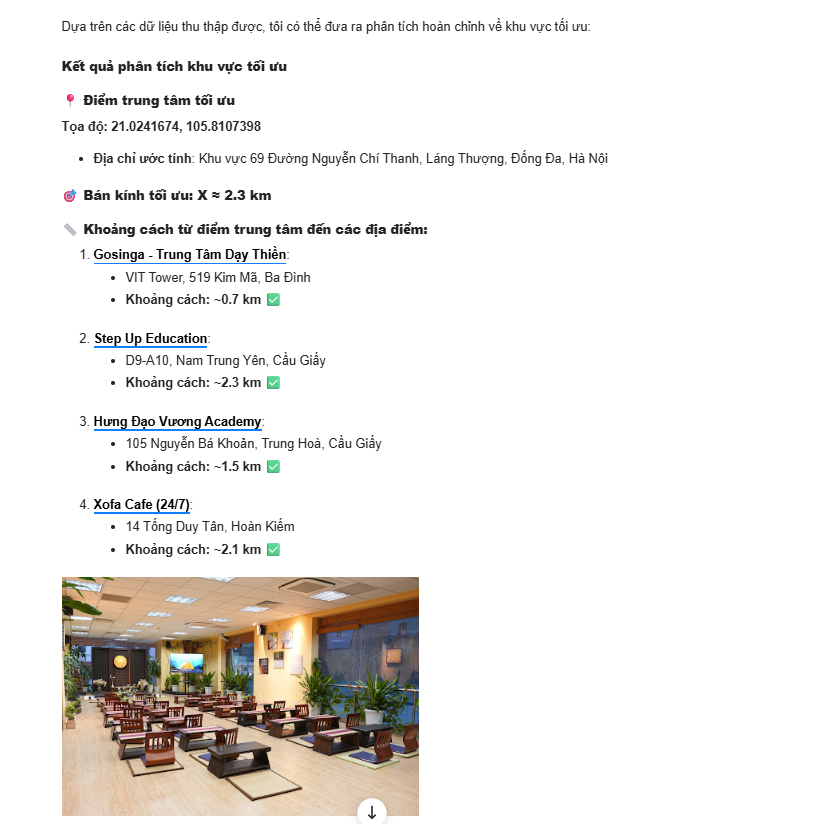 Dựa trên các dữ liệu thu thập được, tôi có thể đưa ra phân tích hoàn chỉnh về khu vực tối ưu:
Kết quả phân tích khu vực tối ưu
📍 Điểm trung tâm tối ưu
Tọa độ: 21.0241674, 105.8107398
• Địa chỉ ước tính: Khu vực 69 Đường Nguyễn Chí Thanh, Láng Thượng, Đống Đa, Hà Nội
🎯 Bán kính tối ưu: X ≈ 2.3 km
📏 Khoảng cách từ điểm trung tâm đến các địa điểm:
1. Gosinga - Trung Tâm Dạy Thiền:
• VIT Tower, 519 Kim Mã, Ba Đình
• Khoảng cách: ~0.7 km ✅
2. Step Up Education:
• D9-A10, Nam Trung Yên, Cầu Giấy
• Khoảng cách: ~2.3 km ✅
3. Hưng Đạo Vương Academy:
• 105 Nguyễn Bá Khoản, Trung Hoà, Cầu Giấy
• Khoảng cách: ~1.5 km ✅
4. Xofa Cafe (24/7):
• 14 Tống Duy Tân, Hoàn Kiếm
• Khoảng cách: ~2.1 km ✅